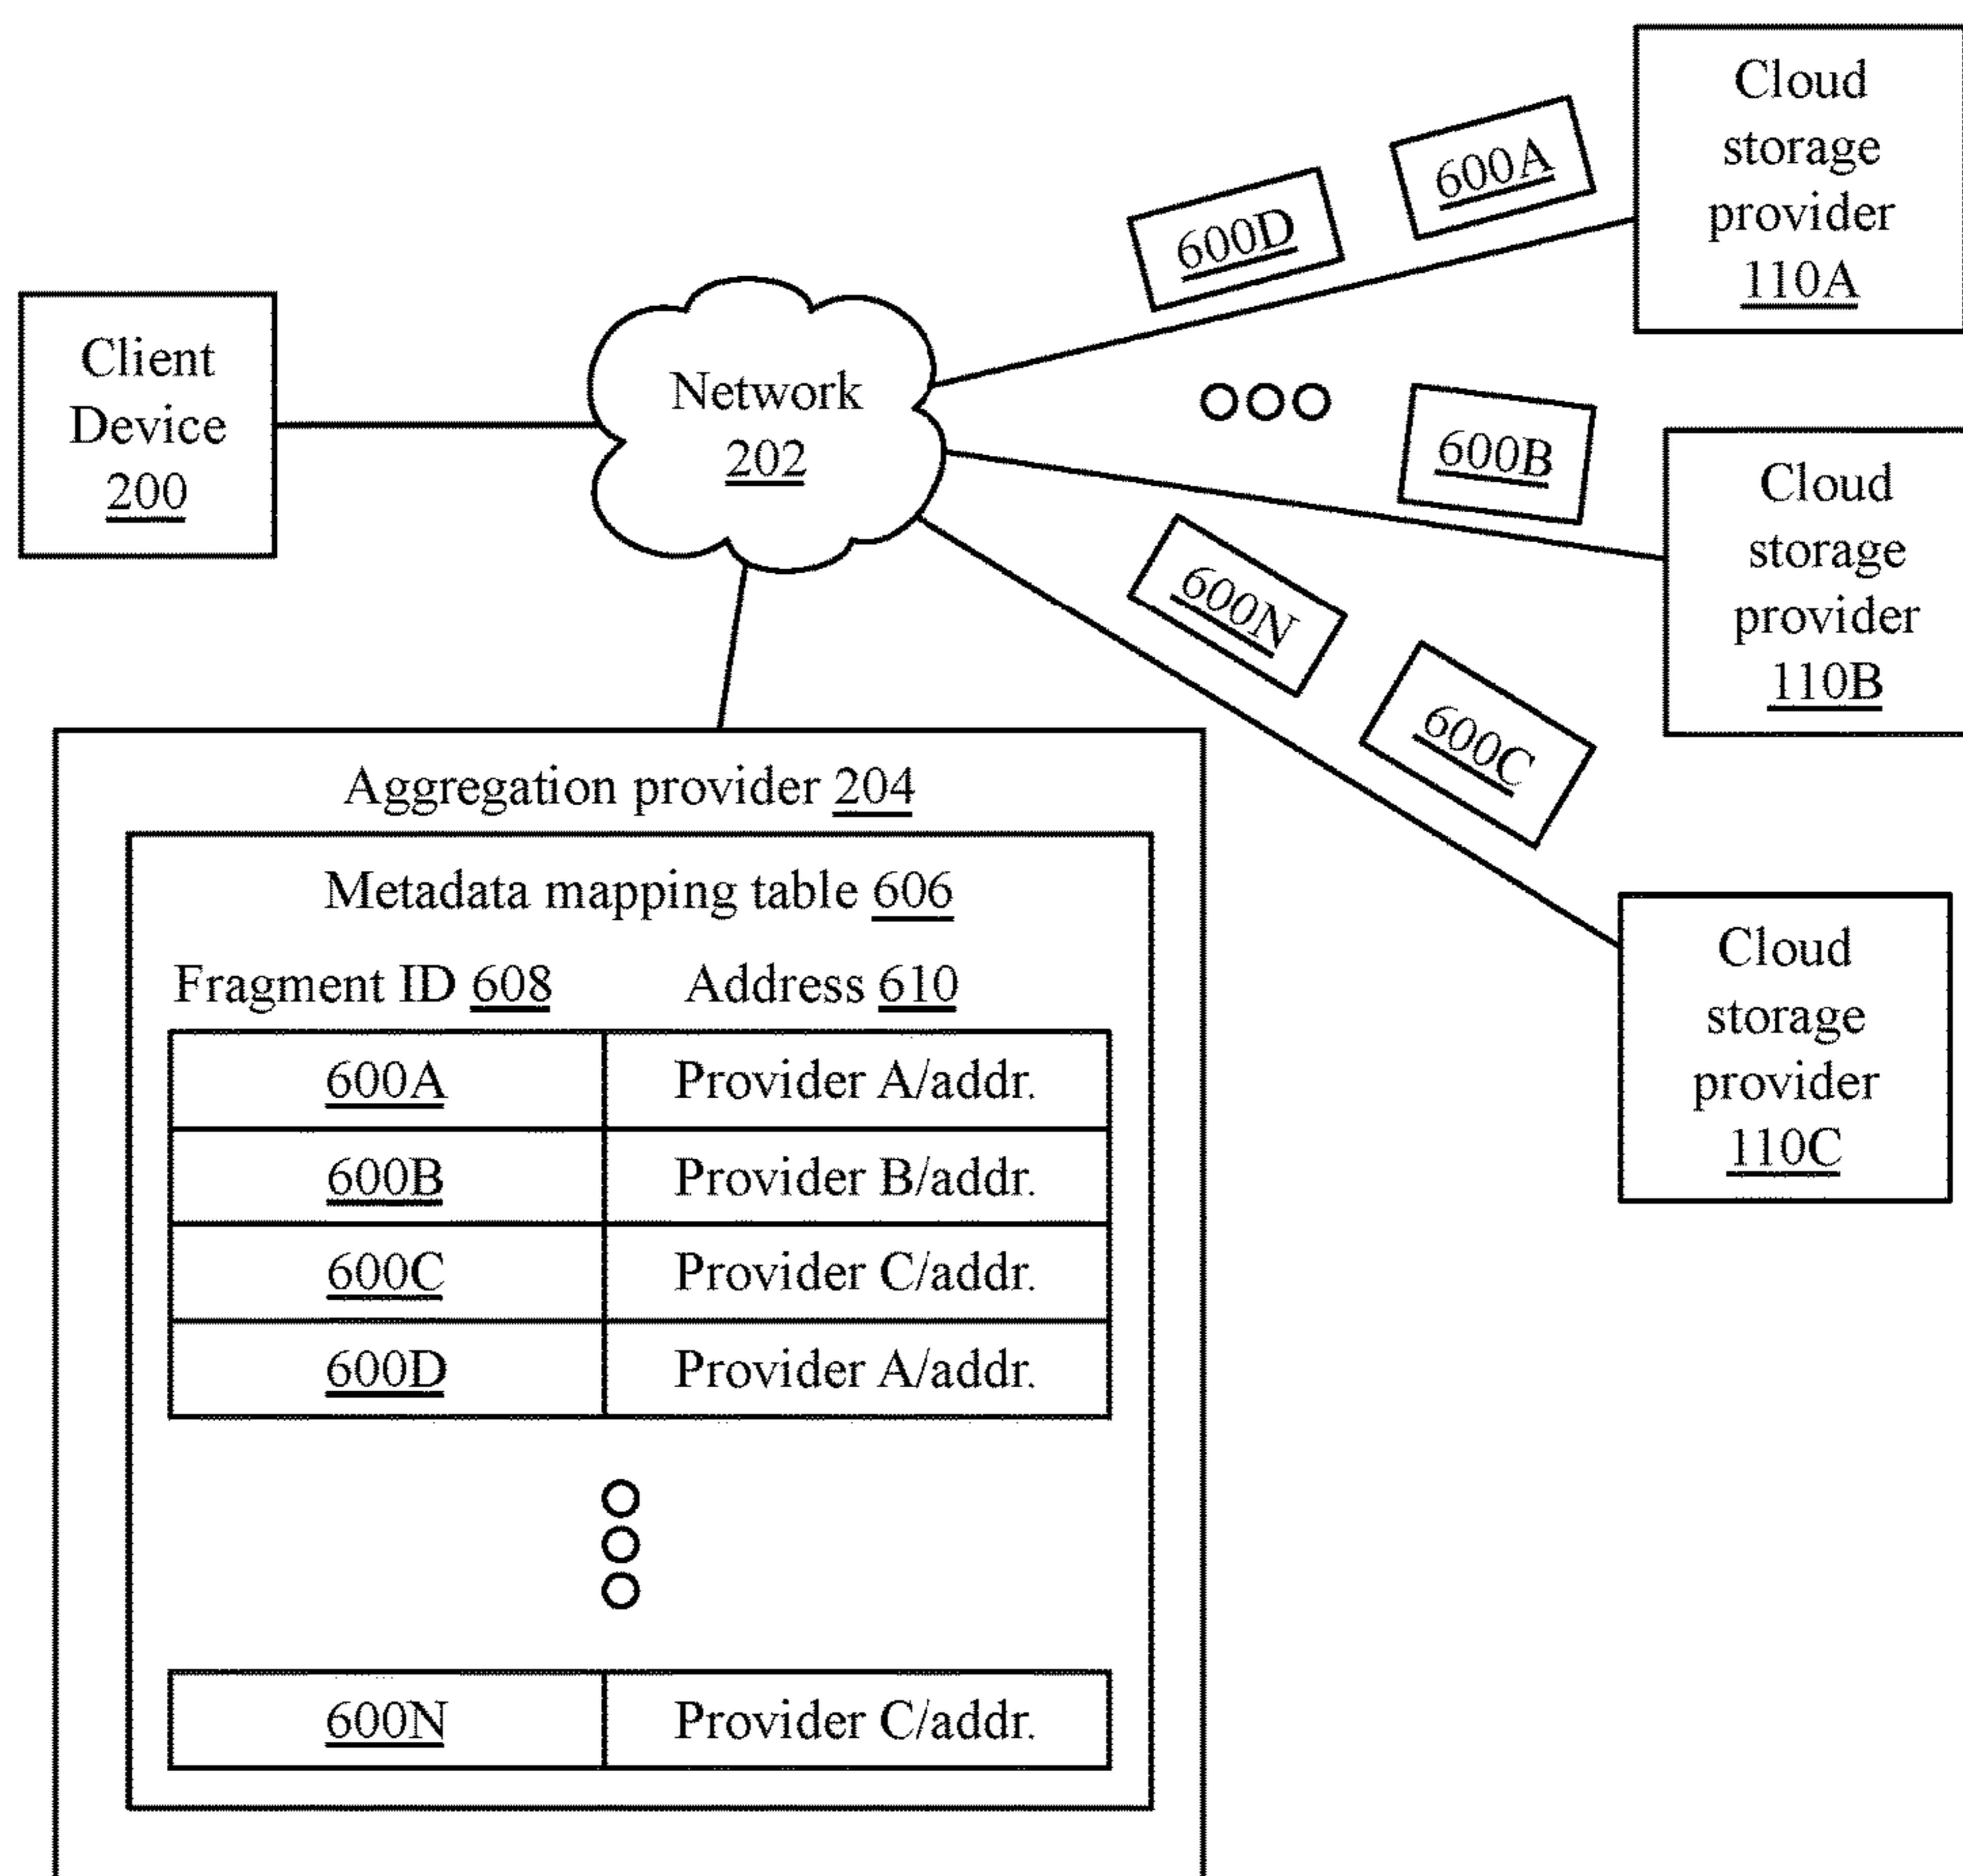 Client
Device
200
Network
202
600D
600A
Cloud
storage
provider
110A
600B
Cloud
storage
provider
110B
600N
600C
Cloud
storage
provider
110C
Aggregation provider 204
Metadata mapping table 606
Fragment ID 608 Address 610
600A Provider A/addr.
600B Provider B/addr.
600C Provider C/addr.
600D Provider A/addr.
600N Provider C/addr.